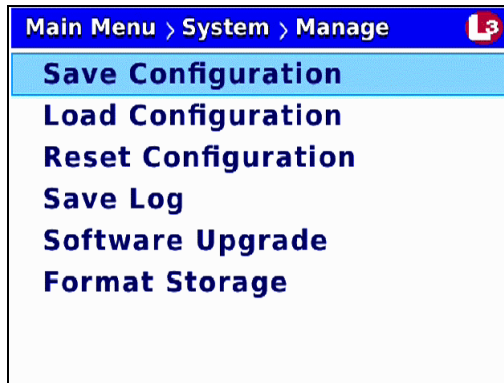 Main Menu > System > Manage L3
Save Configuration
Load Configuration
Reset Configuration
Save Log
Software Upgrade
Format Storage